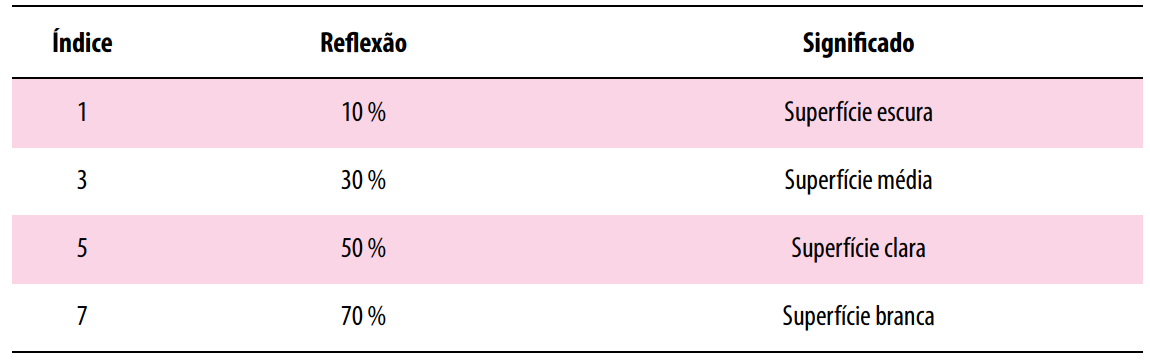 Índice Reflexão Significado
1 10 % Superfície escura
3 30 % Superfície média
5 50 % Superfície clara
7 70 % Superfície branca